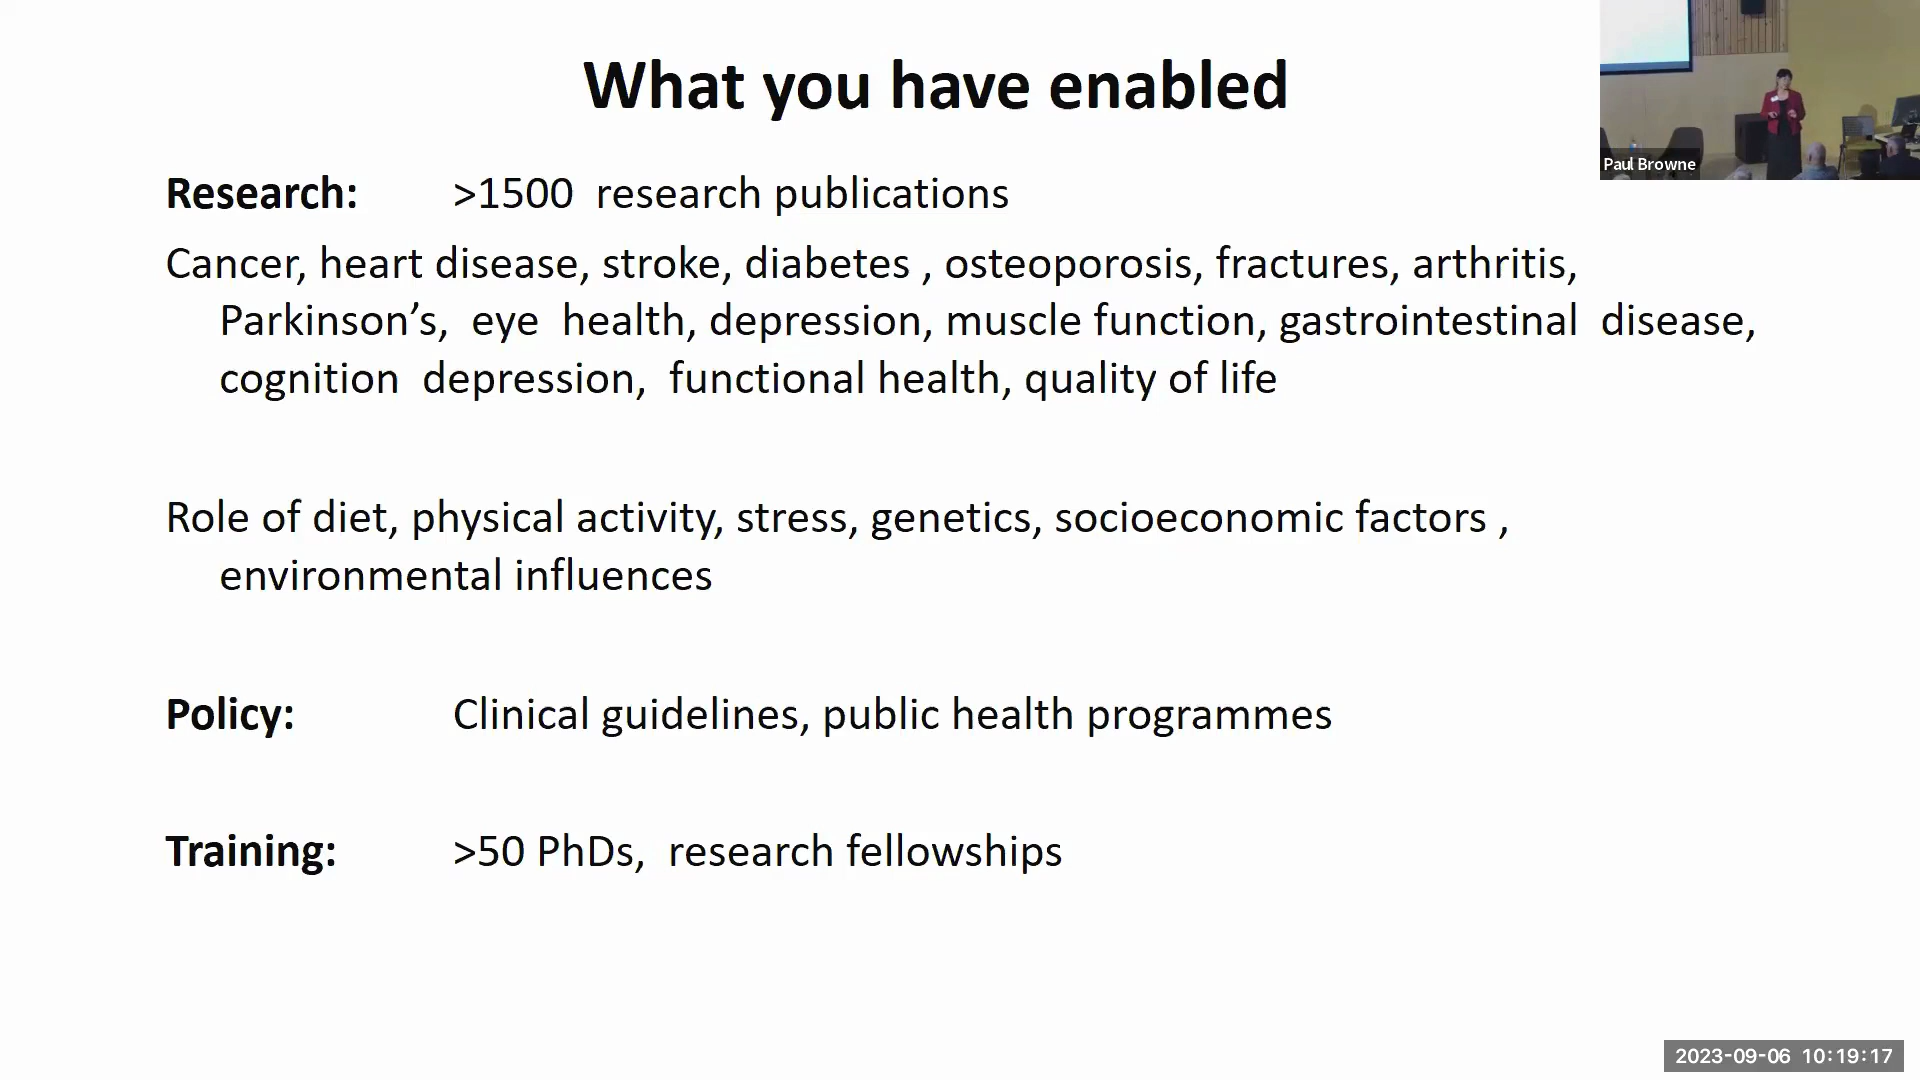 What you have enabled
Paul Browne
Research: >1500 research publications
Cancer, heart disease, stroke, diabetes , osteoporosis, fractures, arthritis,
Parkinson’s, eye health, depression, muscle function, gastrointestinal disease,
cognition depression, functional health, quality of life
Role of diet, physical activity, stress, genetics, socioeconomic factors ,
environmental influences
Policy: Clinical guidelines, public health programmes
Training: >50 PhDs, research fellowships
2023-09-06 10:19:17